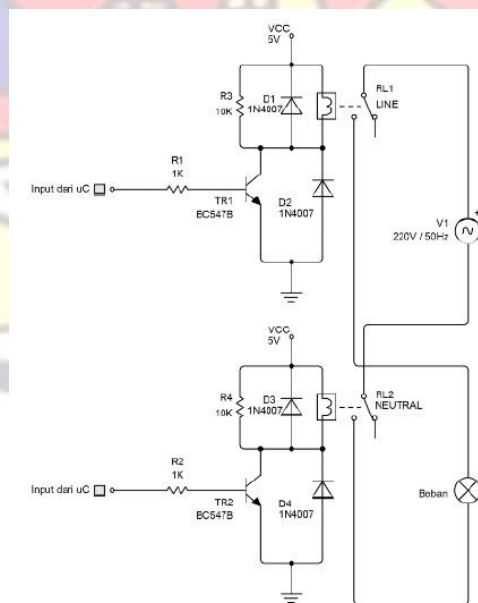 VCC
5V
R3
10K
D1
1N4007
RL1
LINE
R1
1K
Input dari uC
TR1
BC547B
D2
1N4007
V1
220V / 50Hz
+
VCC
5V
R4
10K
D3
1N4007
RL2
NEUTRAL
R2
1K
Input dari uC
TR2
BC547B
D4
1N4007
Beban